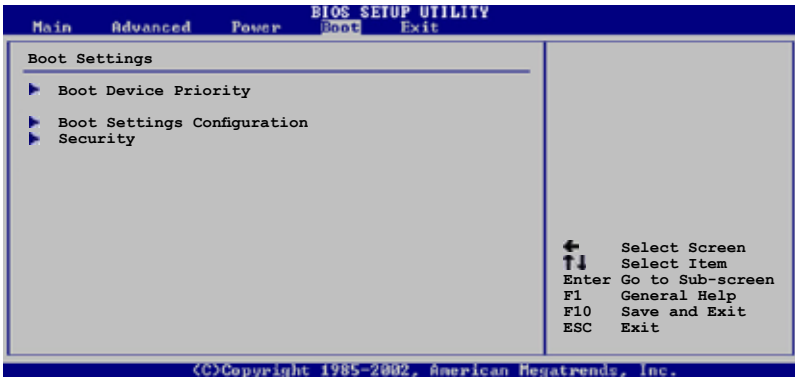 BIOS SETUP UTILITY
Main Advanced Power Boot Exit
Boot Settings
Boot Device Priority
Boot Settings Configuration
Security
Select Screen
Select Item
Enter Go to Sub-screen
F1 General Help
F10 Save and Exit
ESC Exit
(C)Copyright 1985-2002, American Megatrends, Inc.